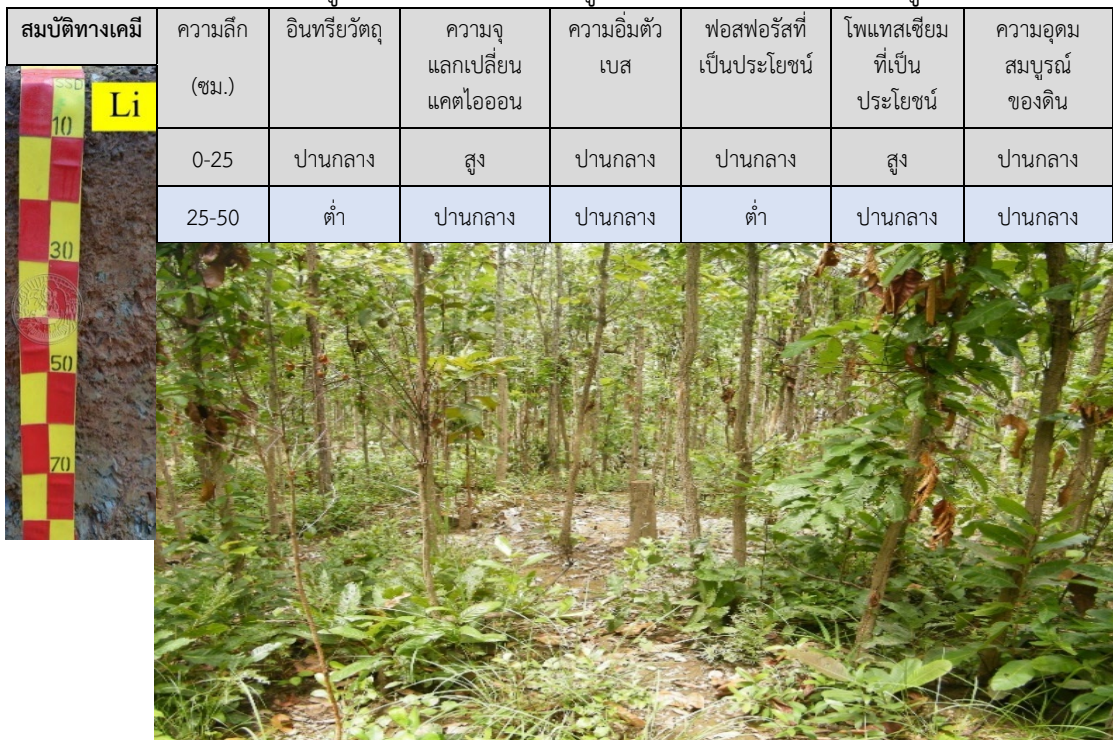 สมบัติทางเคมี ความลึก (ซม.) อินทรียวัตถุ ความจุแลกเปลี่ยนแคตไอออน ความอิ่มตัวเบส ฟอสฟอรัสที่เป็นประโยชน์ โพแทสเซียมที่เป็นประโยชน์ ความอุดมสมบูรณ์ของดิน
0-25 ปานกลาง สูง ปานกลาง ปานกลาง สูง ปานกลาง
25-50 ต่ำ ปานกลาง ปานกลาง ต่ำ ปานกลาง ปานกลาง
SSD
Li
10
30
50
70